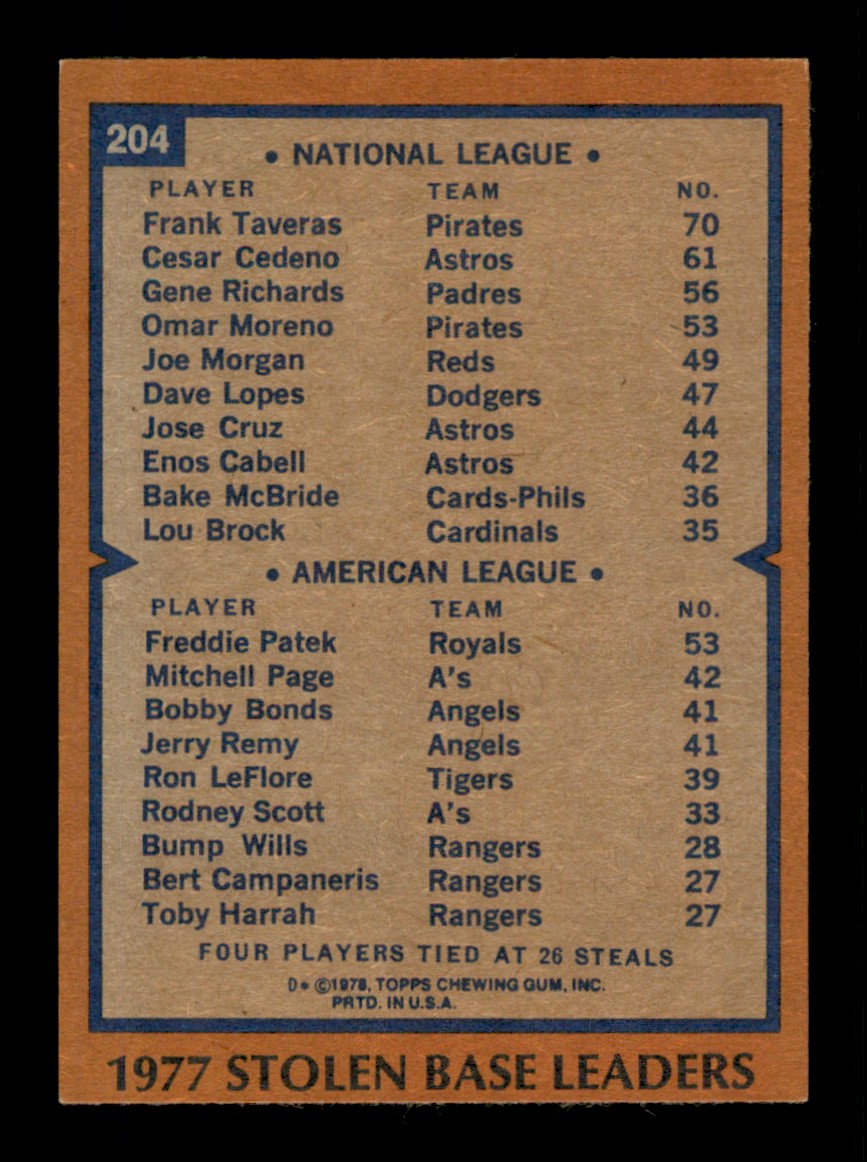 204
• NATIONAL LEAGUE •
PLAYER TEAM NO.
Frank Taveras Pirates 70
Cesar Cedeno Astros 61
Gene Richards Padres 56
Omar Moreno Pirates 53
Joe Morgan Reds 49
Dave Lopes Dodgers 47
Jose Cruz Astros 44
Enos Cabell Astros 42
Bake McBride Cards-Phils 36
Lou Brock Cardinals 35
• AMERICAN LEAGUE •
PLAYER TEAM NO.
Freddie Patek Royals 53
Mitchell Page A's 42
Bobby Bonds Angels 41
Jerry Remy Angels 41
Ron LeFlore Tigers 39
Rodney Scott A's 33
Bump Wills Rangers 28
Bert Campaneris Rangers 27
Toby Harrah Rangers 27
FOUR PLAYERS TIED AT 26 STEALS
D* ©1978, TOPPS CHEWING GUM, INC.
PRTD. IN U.S.A.
1977 STOLEN BASE LEADERS